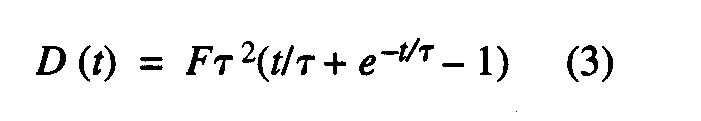 D (t) = Fτ²(t/τ + e^{-t/τ} – 1) (3)